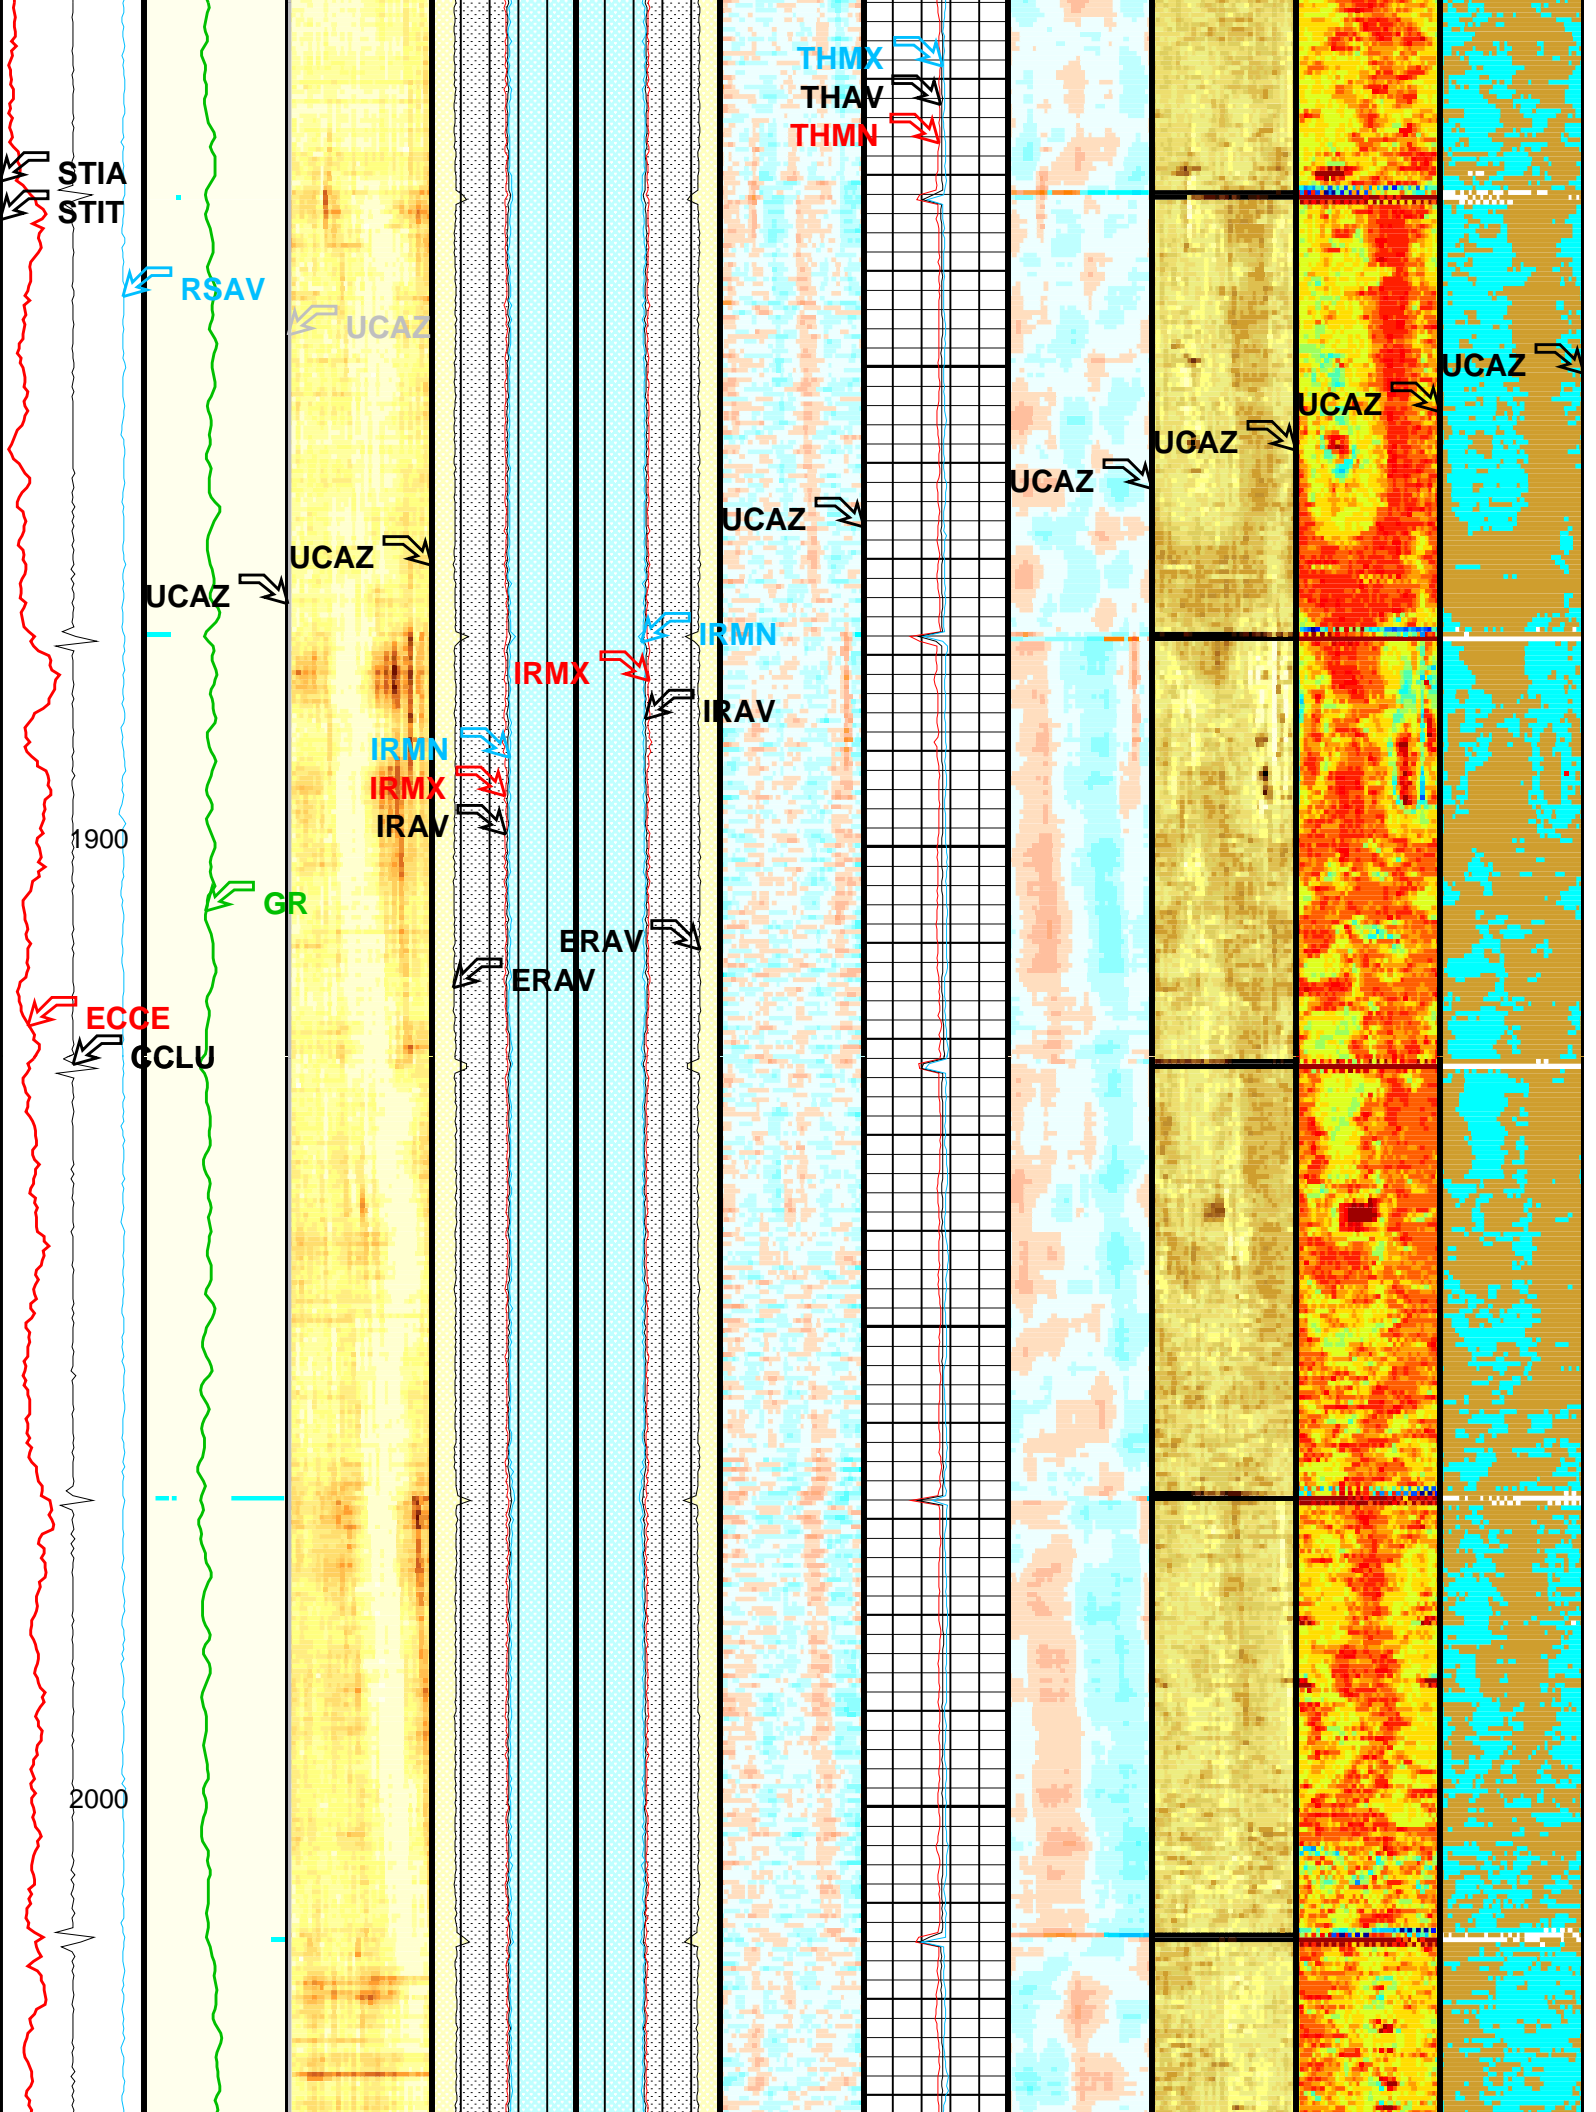 THMX
THAV
THMN
STIA
STIT
RSAV
UCAZ
UCAZ
UCAZ
UCAZ
UCAZ
UCAZ
UCAZ
UCAZ
IRMN
IRMX
IRAV
IRMN
IRMX
IRAV
1900
GR
ERAV
ERAV
ECCE
CCLU
2000